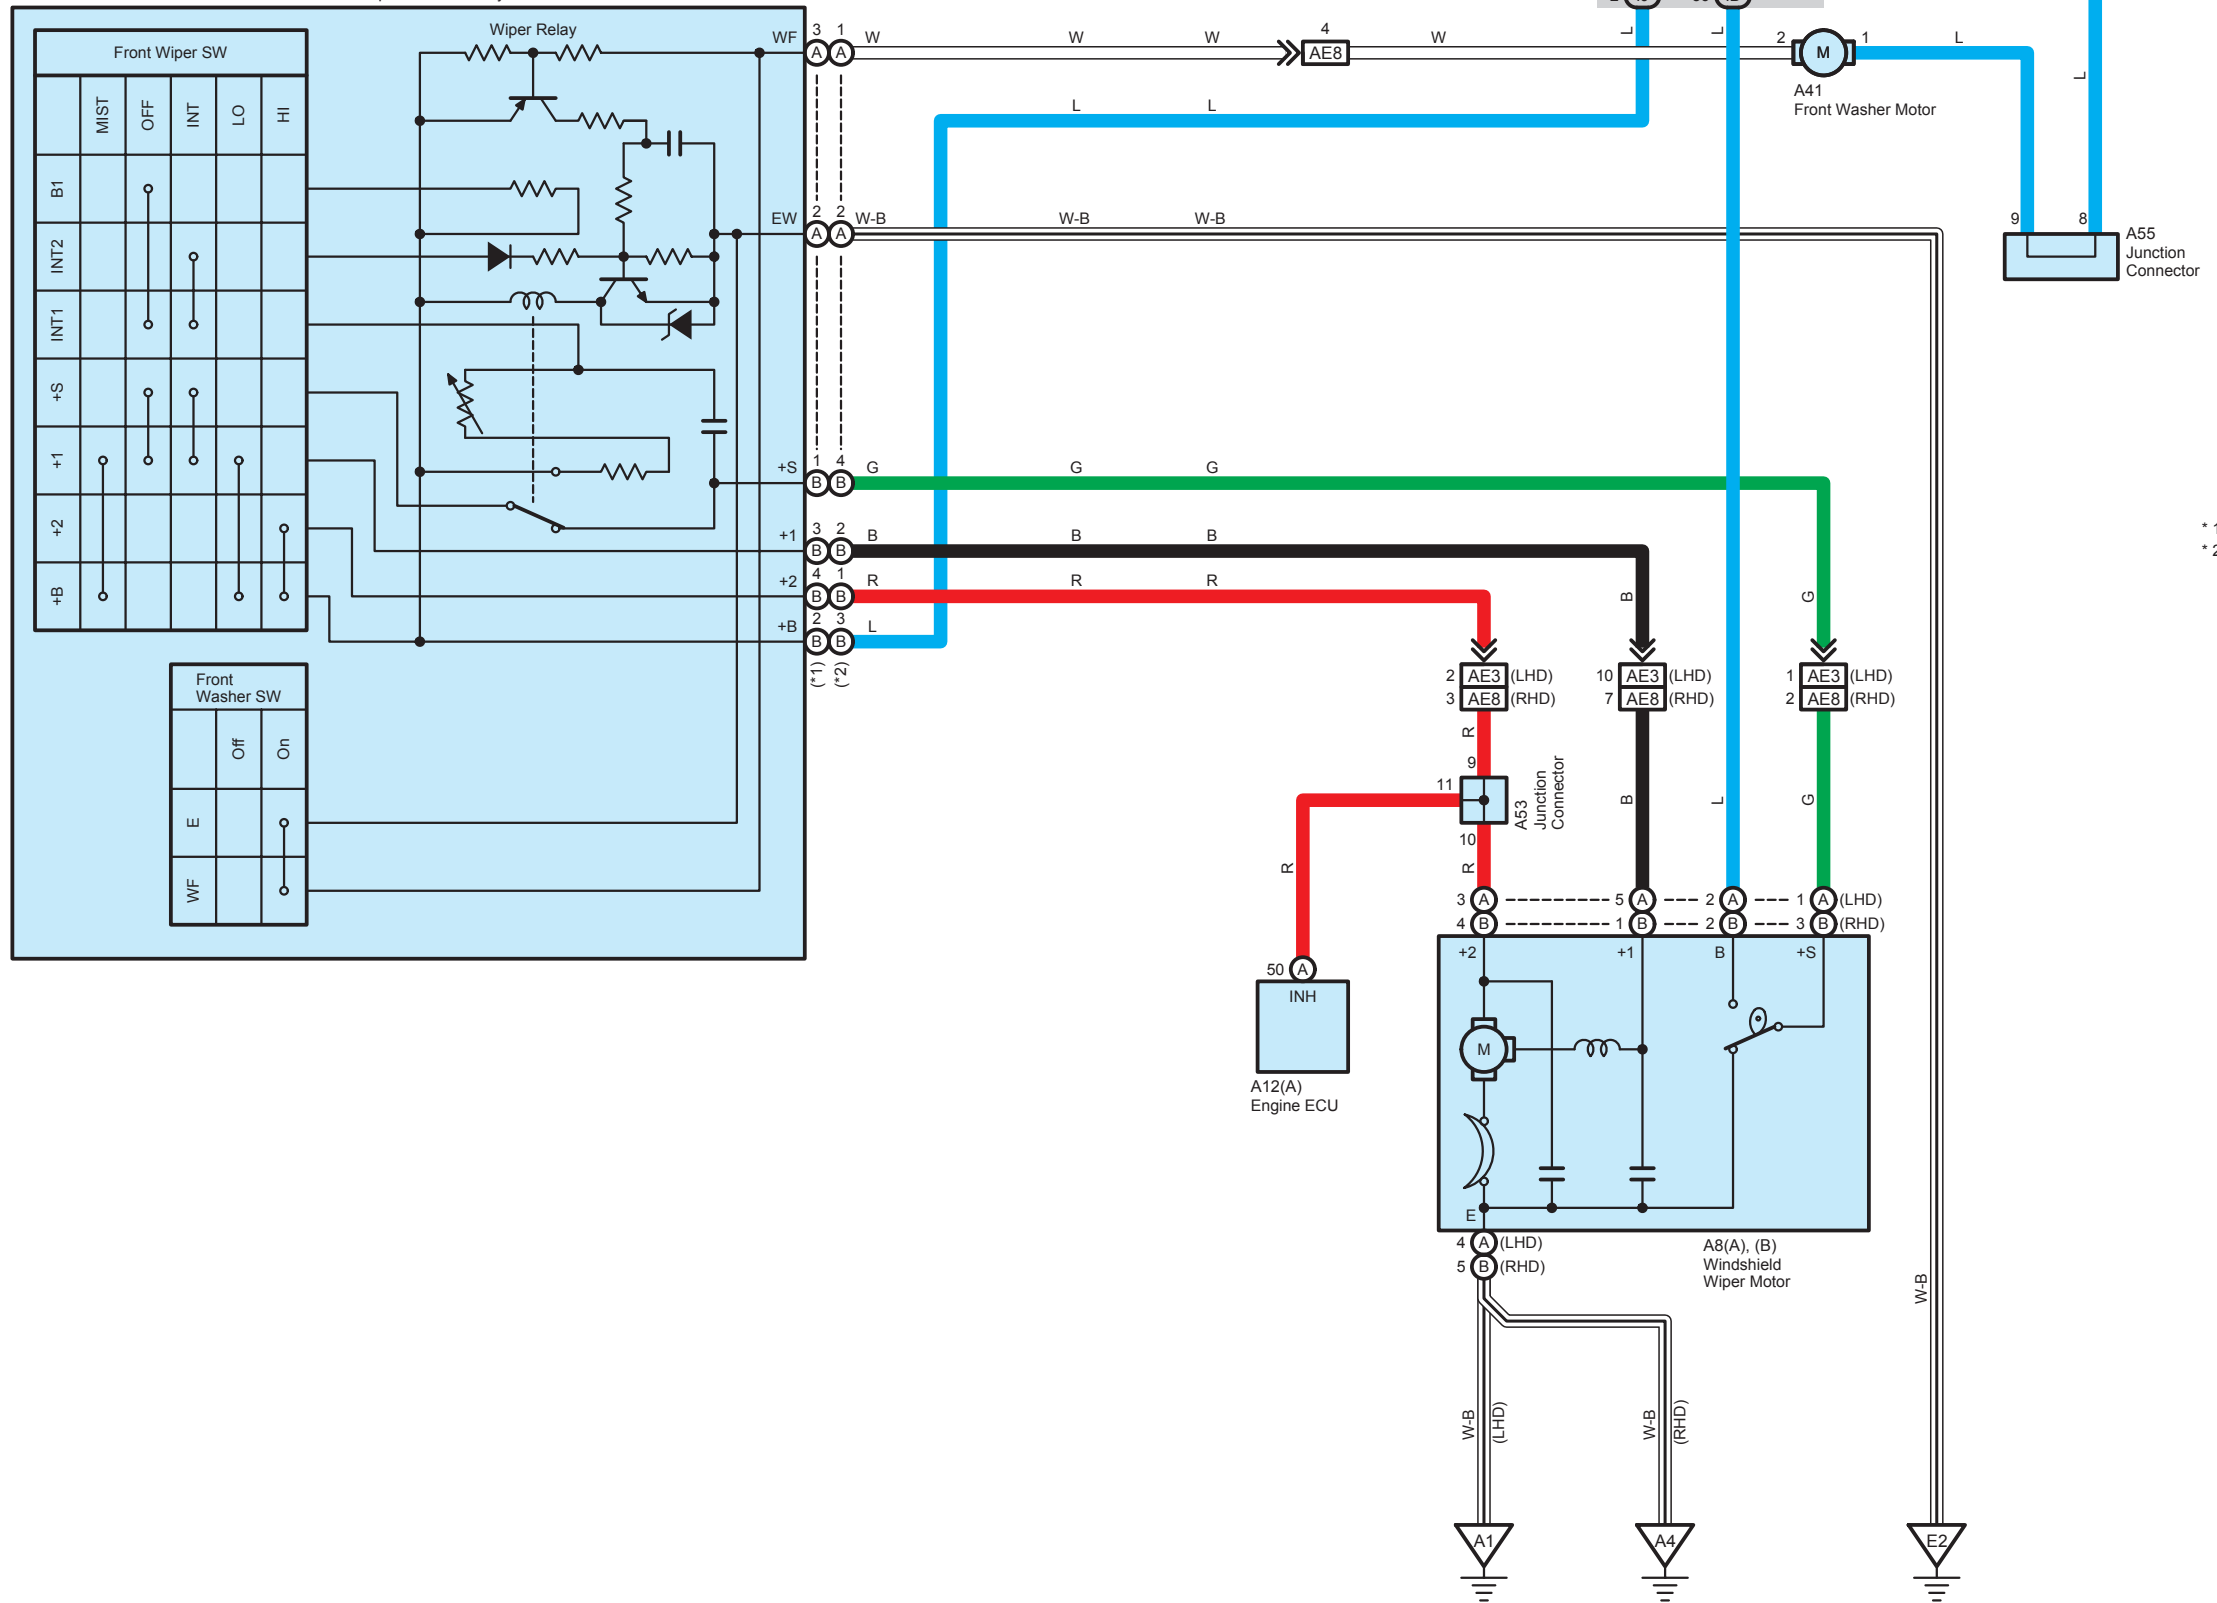 Wiper Relay
Front Wiper SW
MIST
OFF
INT
LO
HI
B1
INT2
INT1
+S
+1
+2
+B
WF
EW
+S
+1
+2
+B
3 1
A A
2 2
A A
1 4
B B
3 2
B B
4 1
B B
2 3
B B
(*1)
(*2)
W W W W
L L
W-B W-B W-B
G G G
B B B
R R R
L
4
AE8
L
L
2 M 1
L
A41
Front Washer Motor
L
9 8
A55
Junction
Connector
* 1
* 2
Front
Washer SW
Off
On
E
WF
B
G
2 AE3 (LHD)
3 AE8 (RHD)
10 AE3 (LHD)
7 AE8 (RHD)
1 AE3 (LHD)
2 AE8 (RHD)
R
9
11
10
A53
Junction
Connector
B
L
G
R
R
3 A 5 A 2 A 1 A (LHD)
4 B 1 B 2 B 3 B (RHD)
50 A
INH
A12(A)
Engine ECU
+2
+1
B
+S
M
E
4 A (LHD)
5 B (RHD)
A8(A), (B)
Windshield
Wiper Motor
W-B
W-B
(LHD)
W-B
(RHD)
A1
A4
E2